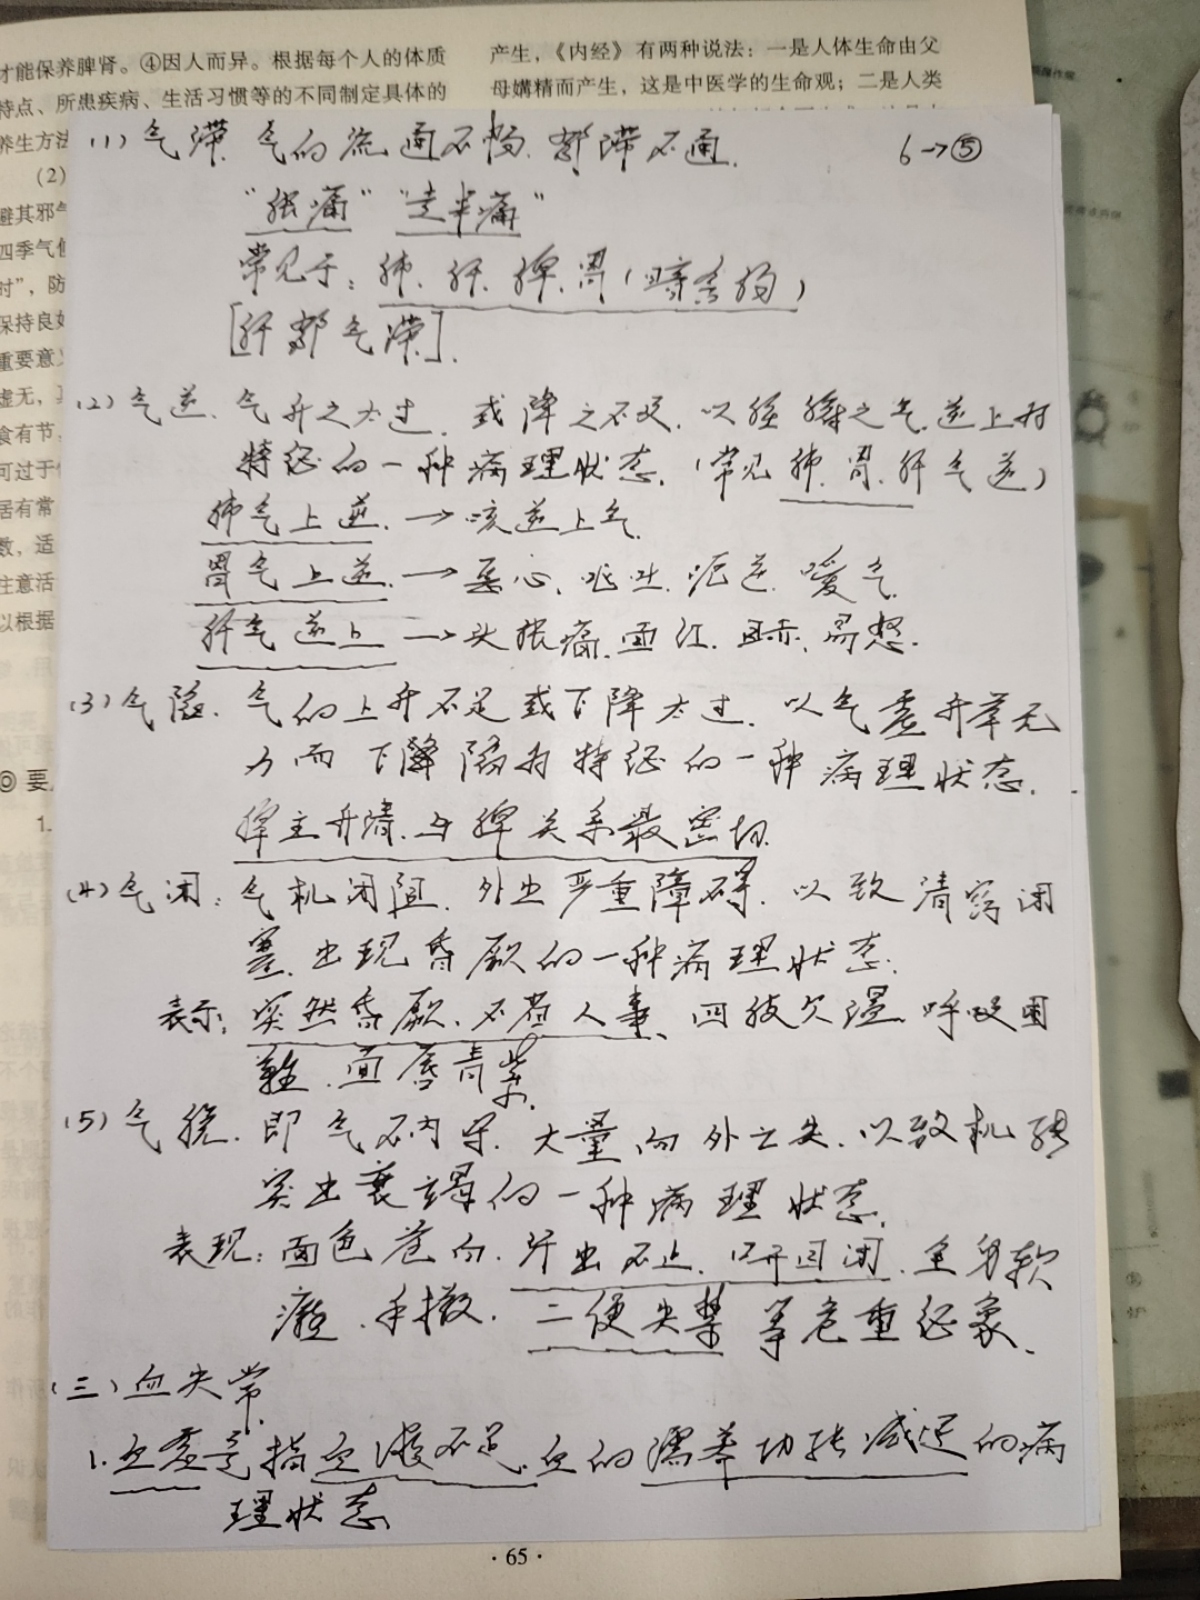 才能保养脾肾。④因人而异。根据每个人的体质
特点、所患疾病、生活习惯等的不同制定具体的
养生方法
(2)
避其邪气
四季气候
时”，防
保持良好
重要意义
虚无，
食有节，
可过于
居有常
数，适
注意活
以根据
◎ 要
1.
产生，《内经》有两种说法：一是人体生命由父
母媾精而产生，这是中医学的生命观；二是人类
6→⑤
(1) 气滞. 气的流通不畅. 郁滞不通.
“胀痛” “走窜痛”
常见于：肺. 肝. 脾. 胃(
[肝郁气滞].
(2) 气逆. 气升之太过. 或降之不及. 以脏腑之气逆上为
特征的一种病理状态. (常见肺. 胃. 肝气逆)
肺气上逆. → 咳逆上气.
胃气上逆. → 恶心. 呕吐. 呃逆. 嗳气.
肝气逆上 → 头胀痛. 面红. 目赤. 易怒.
(3) 气陷. 气的上升不足或下降太过. 以气虚升举无
力而下降陷为特征的一种病理状态.
脾主升清. 与脾关系最密切.
(4) 气闭: 气机闭阻. 外出严重障碍. 以致清窍闭
塞. 出现昏厥的一种病理状态.
表示: 突然昏厥. 不省人事. 四肢欠温. 呼吸困
难. 面唇青紫.
(5) 气脱. 即气不内守. 大量向外亡失. 以致机能
突出衰竭的一种病理状态.
表现: 面色苍白. 汗出不止. 口开目闭. 全身软
瘫. 手撒. 二便失禁等危重征象.
(三) 血失常.
1. 血虚是指血液不足. 血的濡养功能减退的病
理状态
·65·